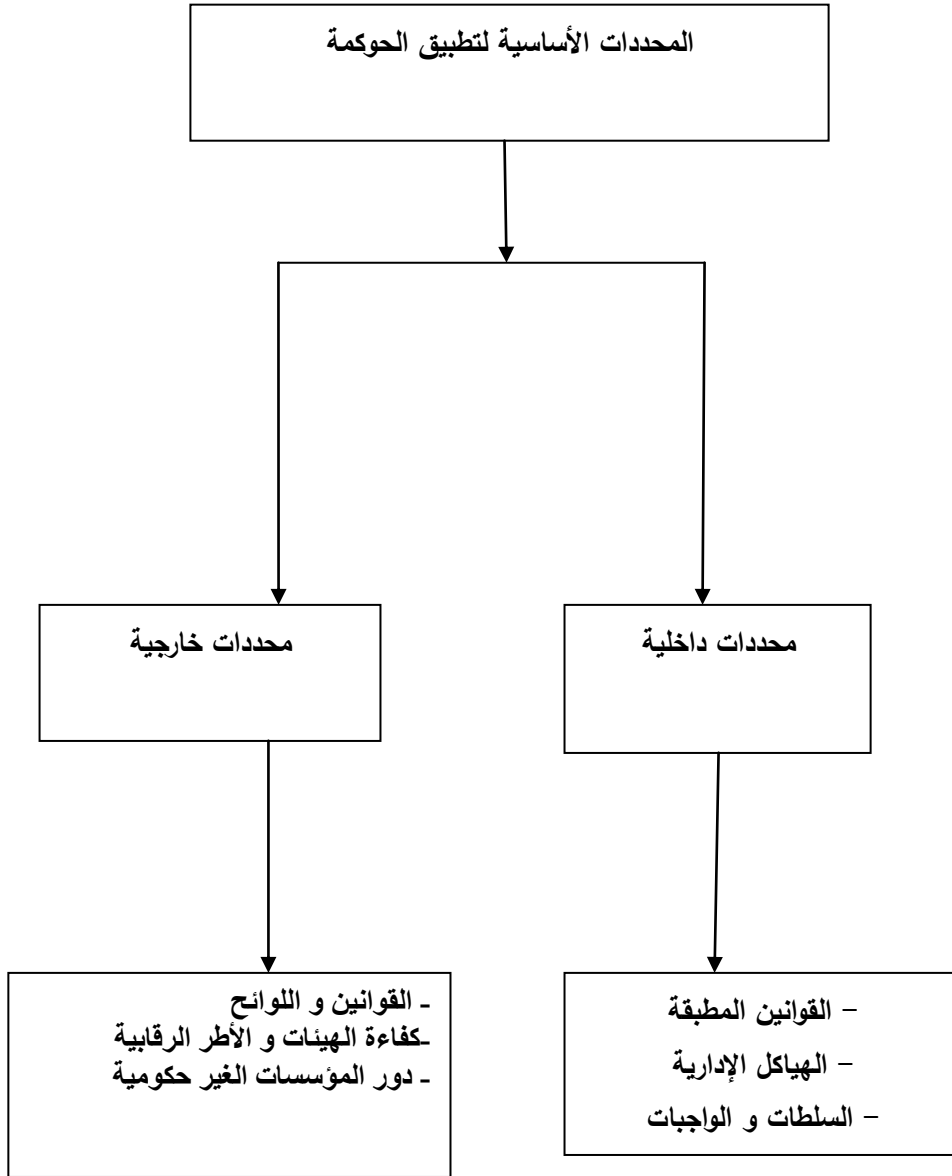 المحددات الأساسية لتطبيق الحوكمة
محددات داخلية
محددات خارجية
– القوانين المطبقة
– الهياكل الإدارية
– السلطات و الواجبات
- القوانين و اللوائح
-كفاءة الهيئات و الأطر الرقابية
- دور المؤسسات الغير حكومية